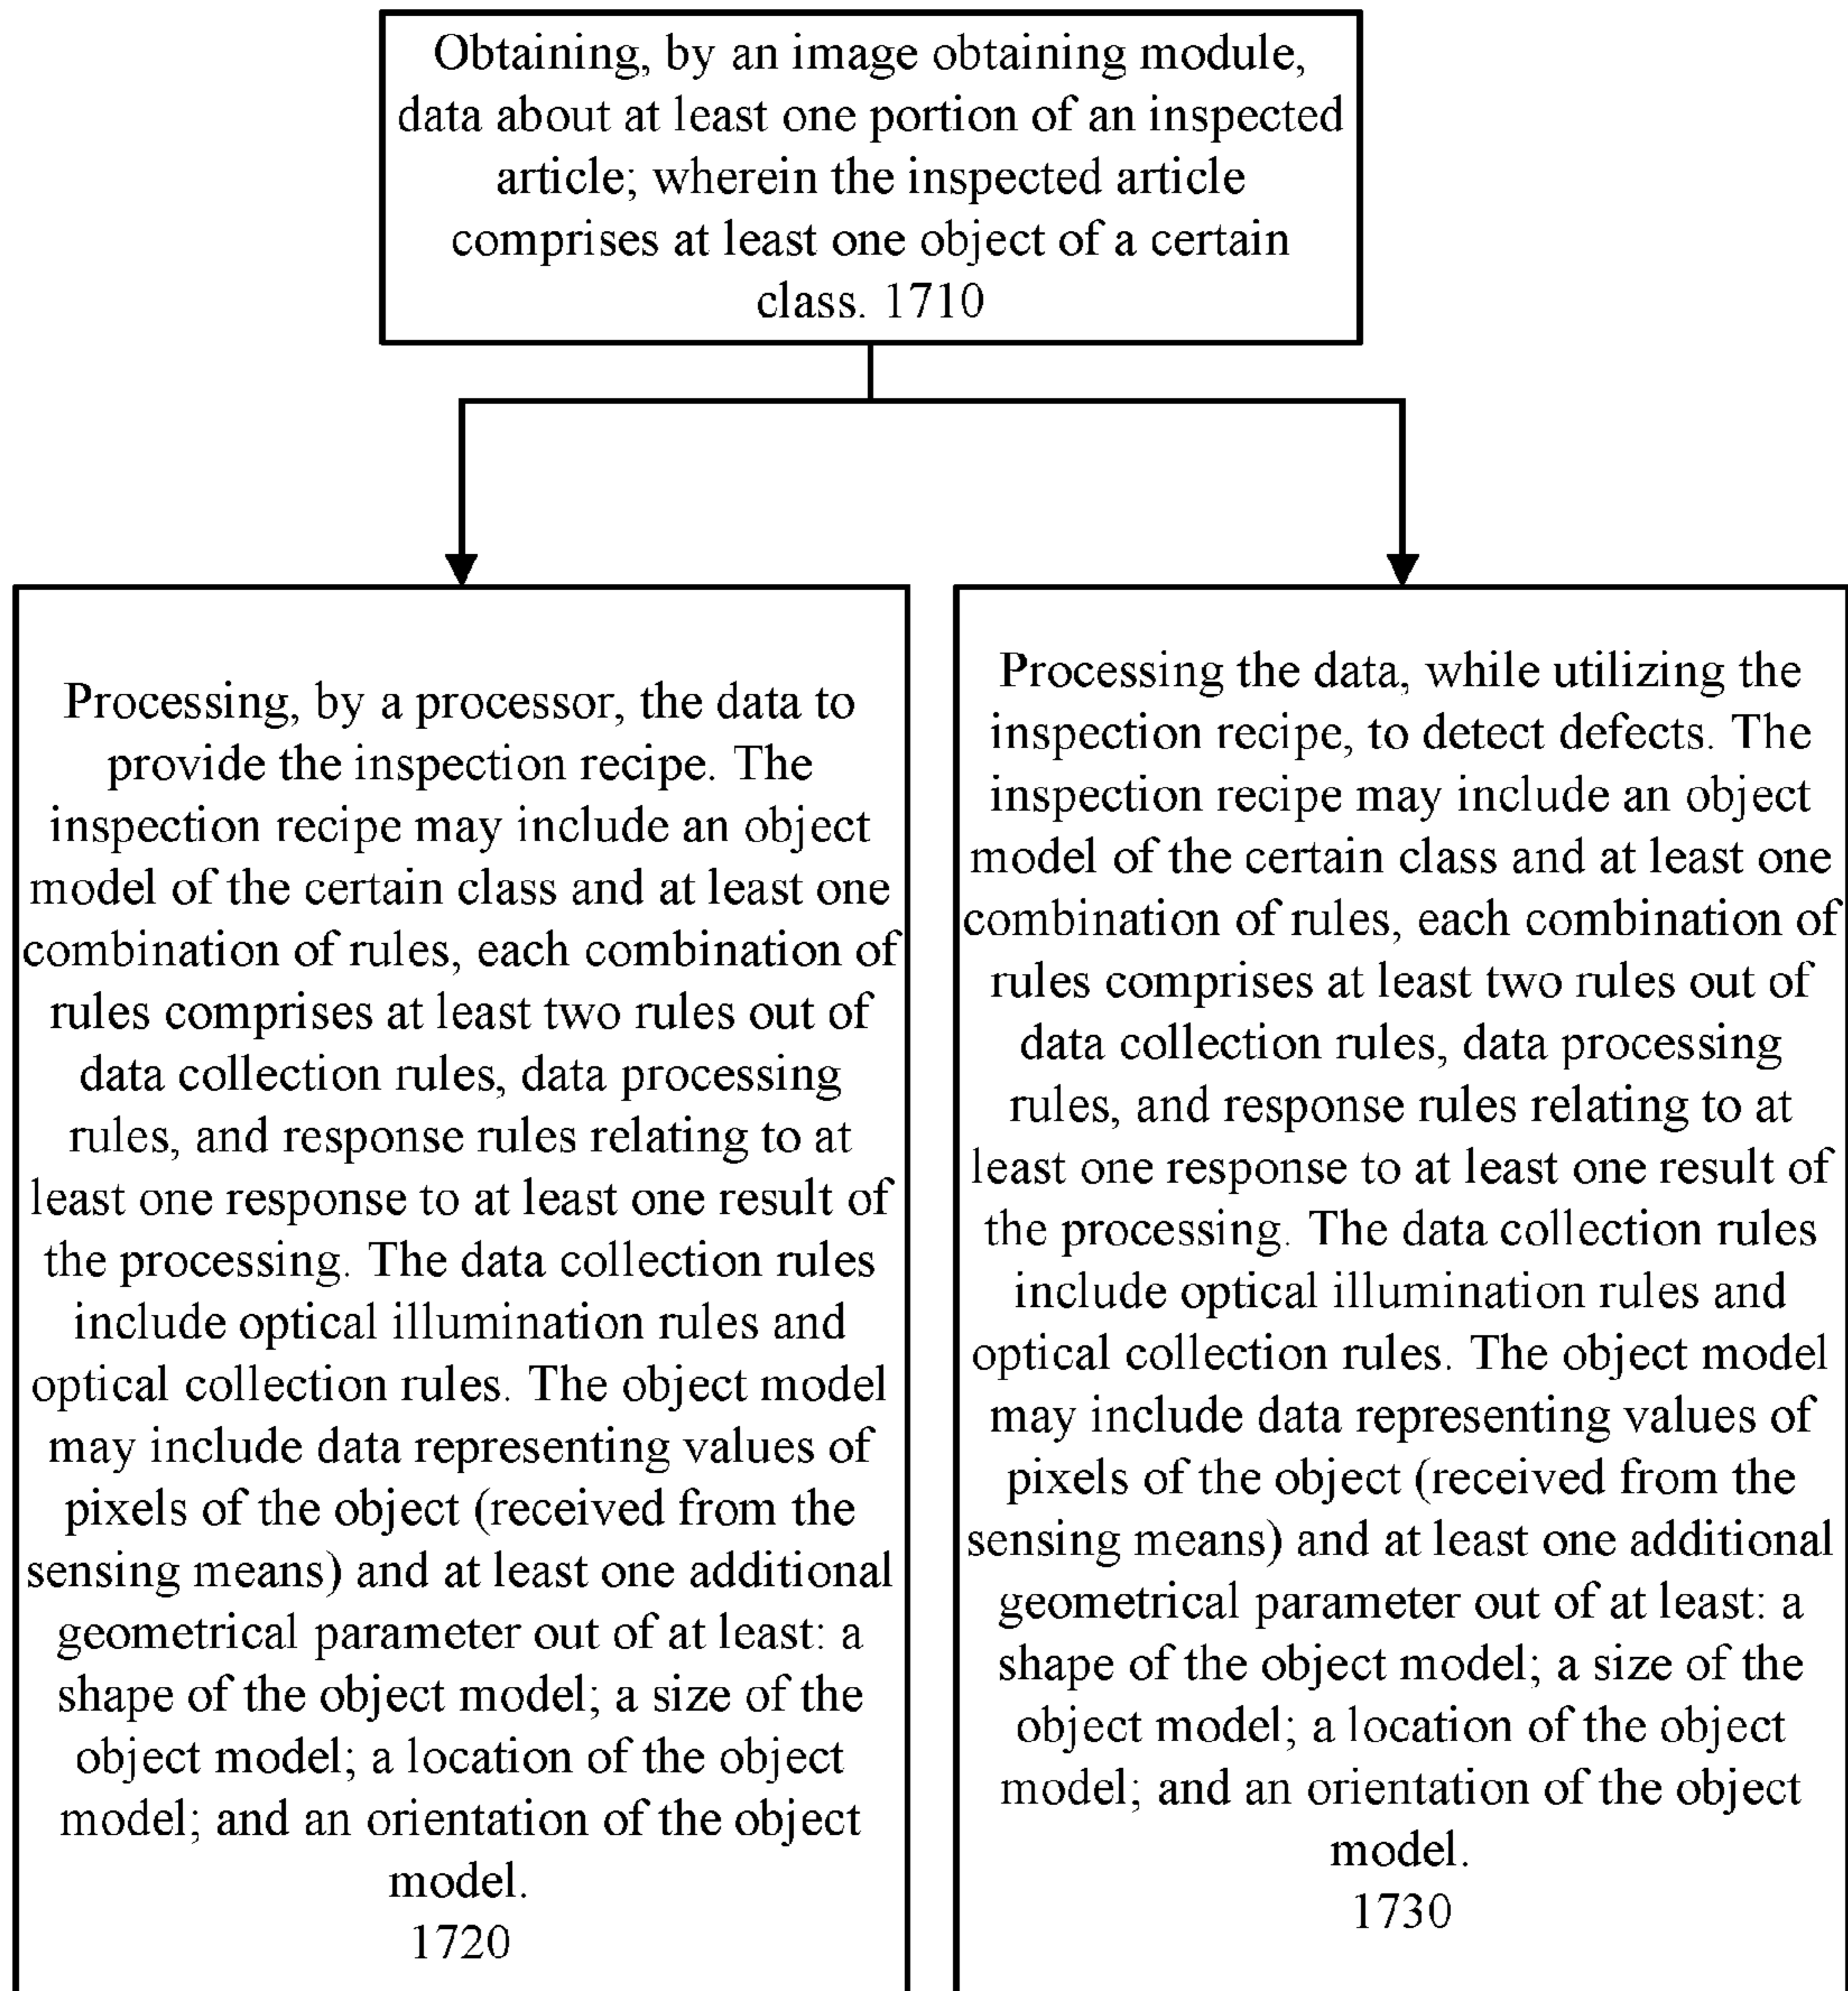 Obtaining, by an image obtaining module,
data about at least one portion of an inspected
article; wherein the inspected article
comprises at least one object of a certain
class. 1710
Processing, by a processor, the data to
provide the inspection recipe. The
inspection recipe may include an object
model of the certain class and at least one
combination of rules, each combination of
rules comprises at least two rules out of
data collection rules, data processing
rules, and response rules relating to at
least one response to at least one result of
the processing. The data collection rules
include optical illumination rules and
optical collection rules. The object model
may include data representing values of
pixels of the object (received from the
sensing means) and at least one additional
geometrical parameter out of at least: a
shape of the object model; a size of the
object model; a location of the object
model; and an orientation of the object
model.
1720
Processing the data, while utilizing the
inspection recipe, to detect defects. The
inspection recipe may include an object
model of the certain class and at least one
combination of rules, each combination of
rules comprises at least two rules out of
data collection rules, data processing
rules, and response rules relating to at
least one response to at least one result of
the processing. The data collection rules
include optical illumination rules and
optical collection rules. The object model
may include data representing values of
pixels of the object (received from the
sensing means) and at least one additional
geometrical parameter out of at least: a
shape of the object model; a size of the
object model; a location of the object
model; and an orientation of the object
model.
1730